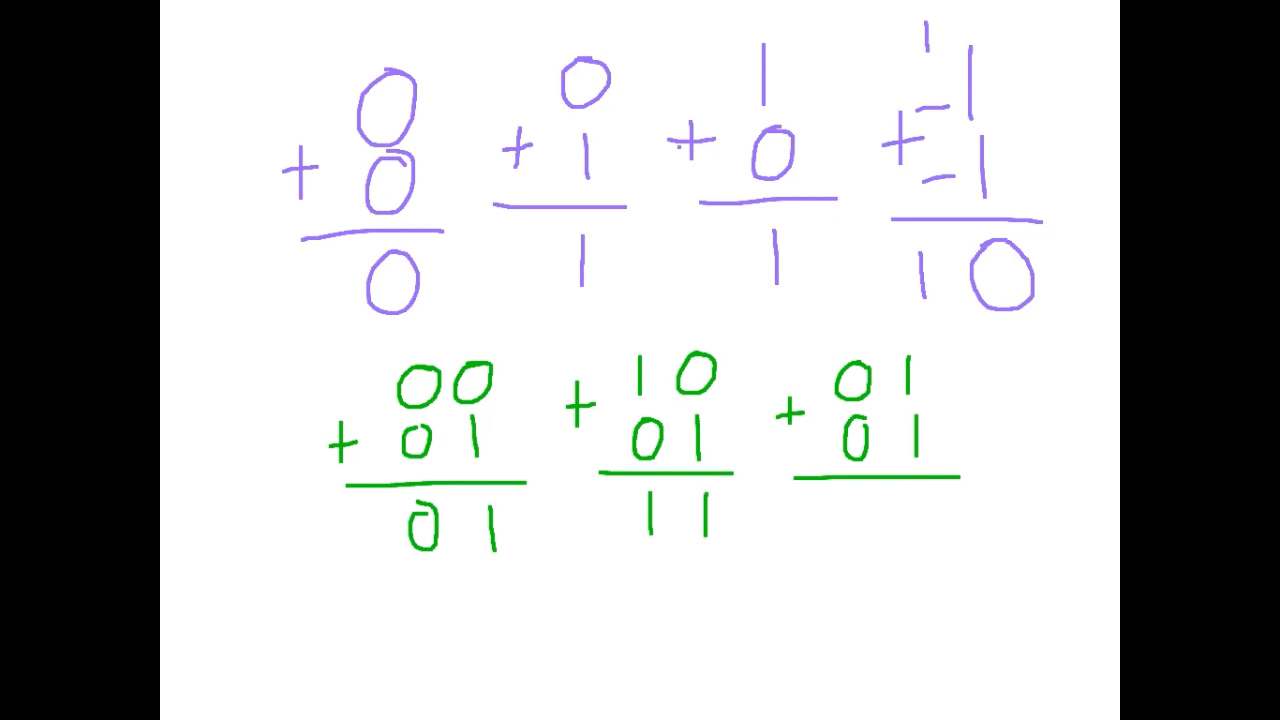 1
0 0 1 -1
+ 0 + 1 + 0 + -1
0 1 1 10
00 + 10 + 01
+ 01 01 01
01 11